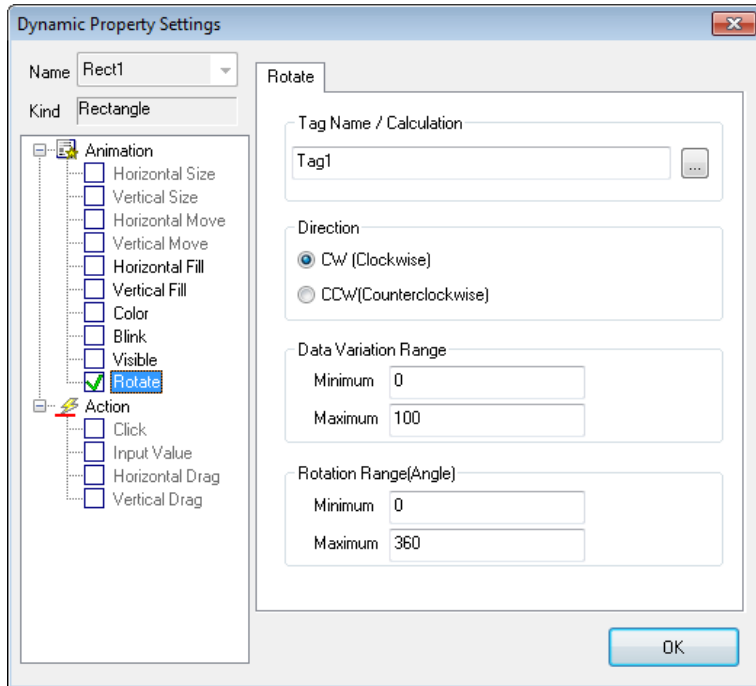 Dynamic Property Settings
Name Rect1
Kind Rectangle
Animation
Horizontal Size
Vertical Size
Horizontal Move
Vertical Move
Horizontal Fill
Vertical Fill
Color
Blink
Visible
Rotate
Action
Click
Input Value
Horizontal Drag
Vertical Drag
Rotate
Tag Name / Calculation
Tag1
...
Direction
CW (Clockwise)
CCW(Counterclockwise)
Data Variation Range
Minimum 0
Maximum 100
Rotation Range(Angle)
Minimum 0
Maximum 360
OK